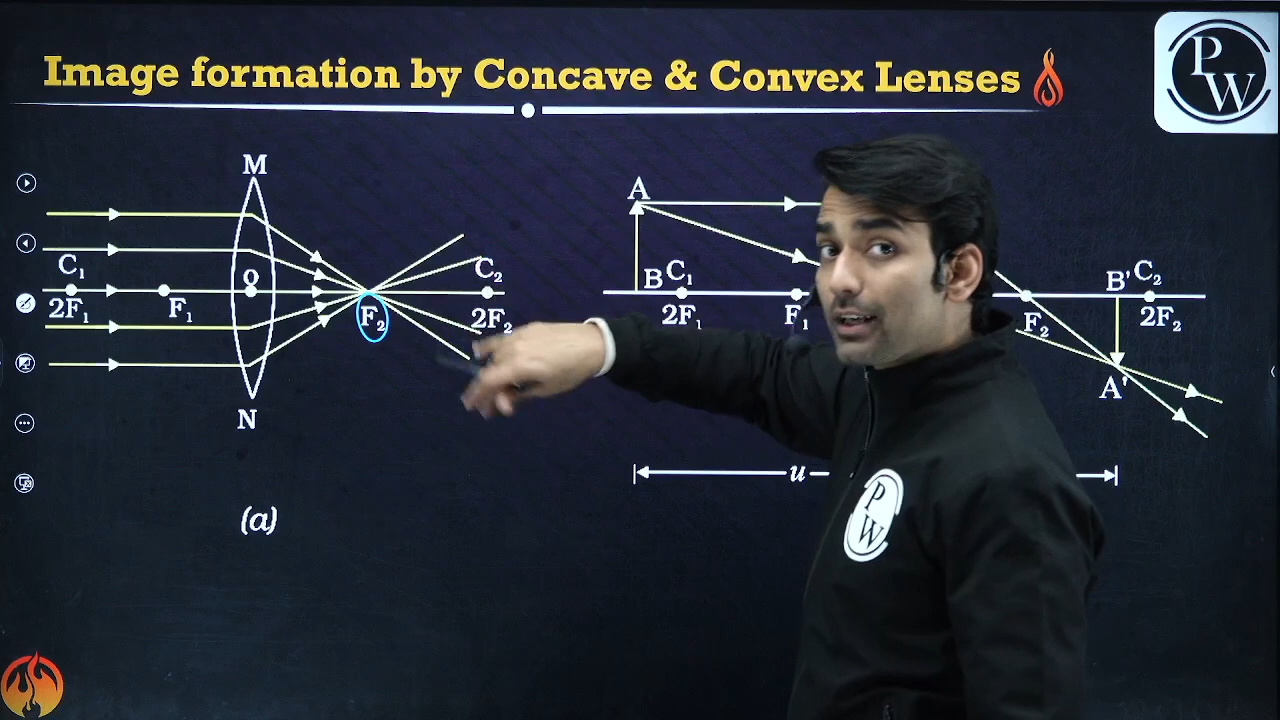 Image formation by Concave & Convex Lenses
PW
M
C₁
O
C₂
2F₁
F₁
F₂
2F₂
N
(a)
A
B
C₁
B'
C₂
2F₁
F₁
F₂
2F₂
A'
u
PW